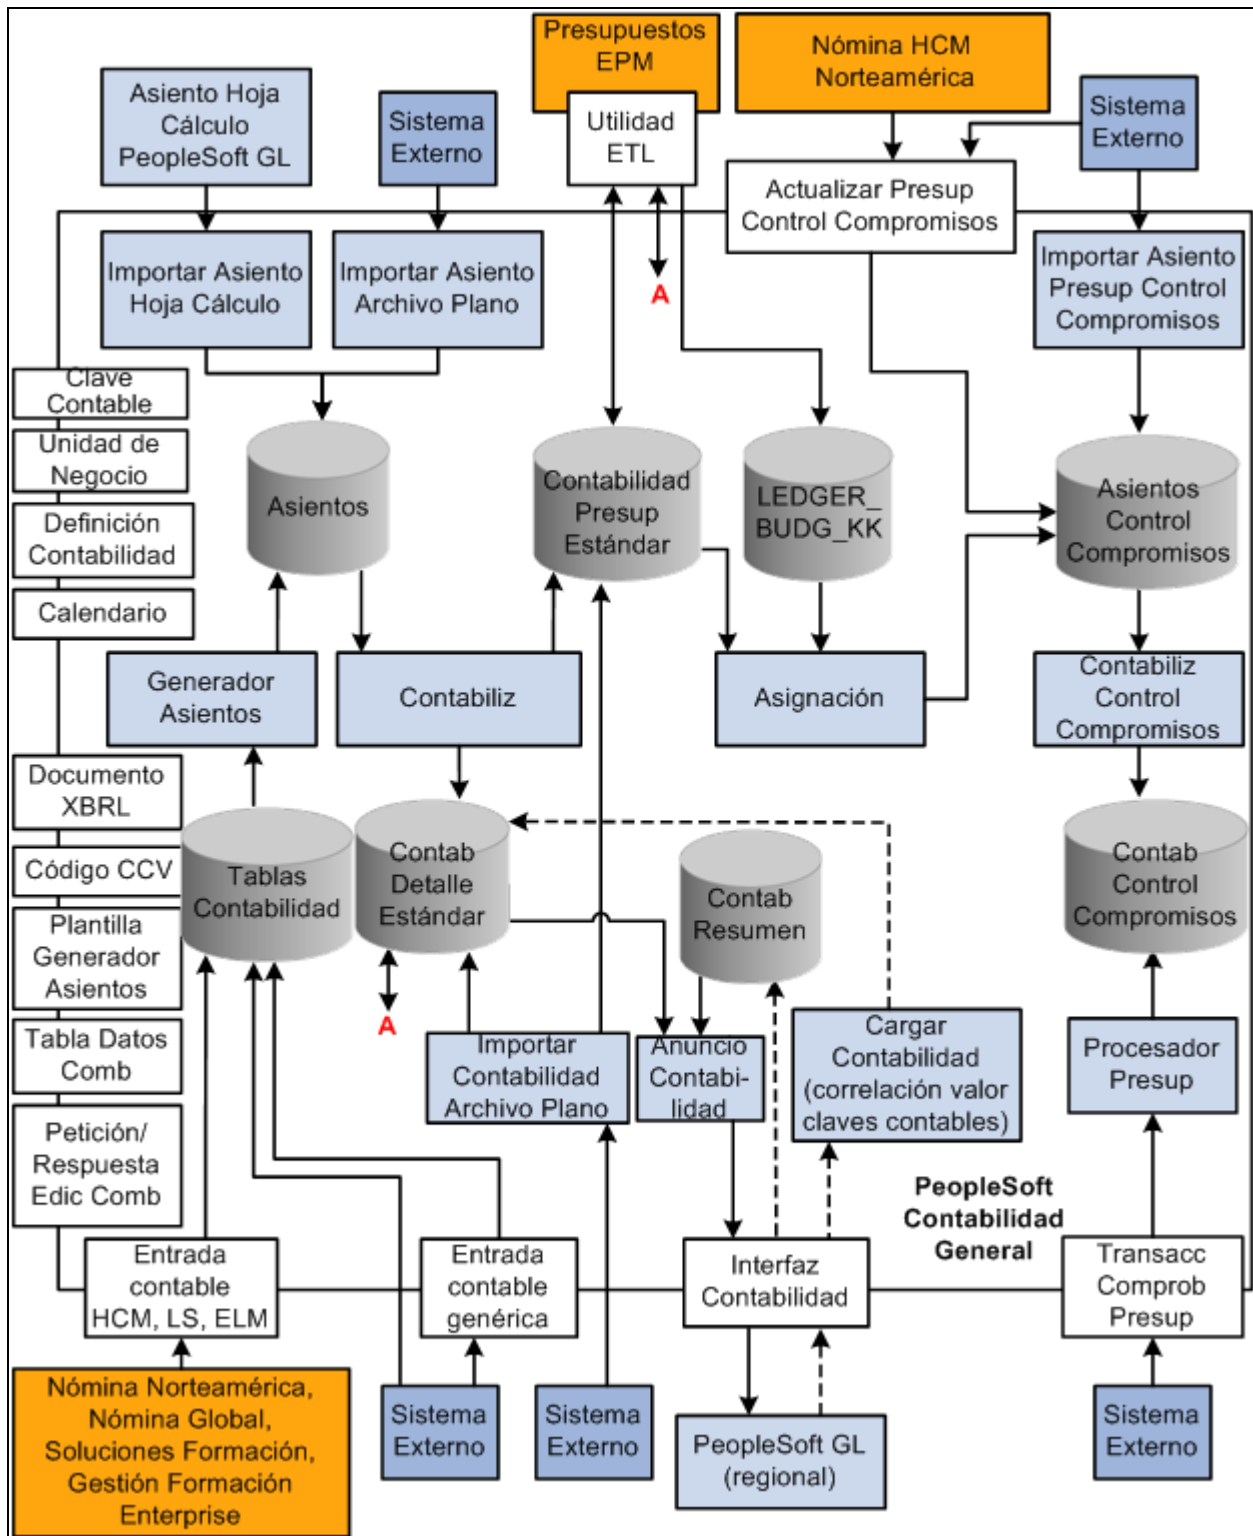 Presupuestos
EPM
Nómina HCM
Norteamérica
Asiento Hoja
Cálculo
PeopleSoft GL
Sistema
Externo
Utilidad
ETL
Sistema
Externo
Actualizar Presup
Control Compromisos
Importar Asiento
Hoja Cálculo
Importar Asiento
Archivo Plano
A
Importar Asiento
Presup Control
Compromisos
Clave
Contable
Unidad de
Negocio
Definición
Contabilidad
Calendario
Asientos
Contabilidad
Presup
Estándar
LEDGER_
BUDG_KK
Asientos
Control
Compromisos
Generador
Asientos
Contabiliz
Asignación
Contabiliz
Control
Compromisos
Documento
XBRL
Código CCV
Plantilla
Generador
Asientos
Tabla Datos
Comb
Petición/
Respuesta
Edic Comb
Tablas
Contabilidad
Contab
Detalle
Estándar
Contab
Resumen
Contab
Control
Compromisos
A
Importar
Contabilidad
Archivo Plano
Anuncio
Contabi-
lidad
Cargar
Contabilidad
(correlación valor
claves contables)
Procesador
Presup
PeopleSoft
Contabilidad
General
Entrada
contable
HCM, LS, ELM
Entrada
contable
genérica
Interfaz
Contabilidad
Transacc
Comprob
Presup
Nómina Norteamérica,
Nómina Global,
Soluciones Formación,
Gestión Formación
Enterprise
Sistema
Externo
Sistema
Externo
PeopleSoft GL
(regional)
Sistema
Externo